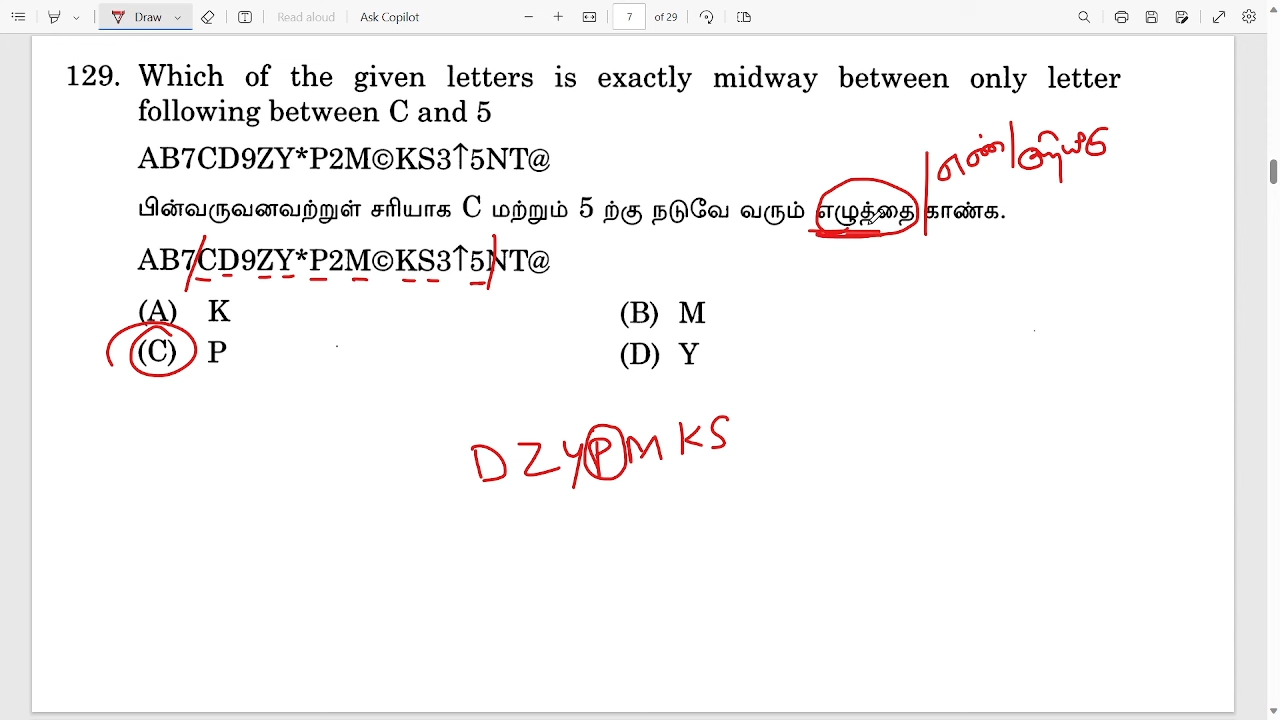 Draw
Read aloud
Ask Copilot
7
of 29
129. Which of the given letters is exactly midway between only letter
following between C and 5
AB7CD9ZY*P2M©KS3↑5NT@
எண்
பின்வருவனவற்றுள் சரியாக C மற்றும் 5 ற்கு நடுவே வரும் எழுத்தை காண்க.
AB7CD9ZY*P2M©KS3↑5NT@
(A) K
(B) M
(C) P
(D) Y
DZYPMKS